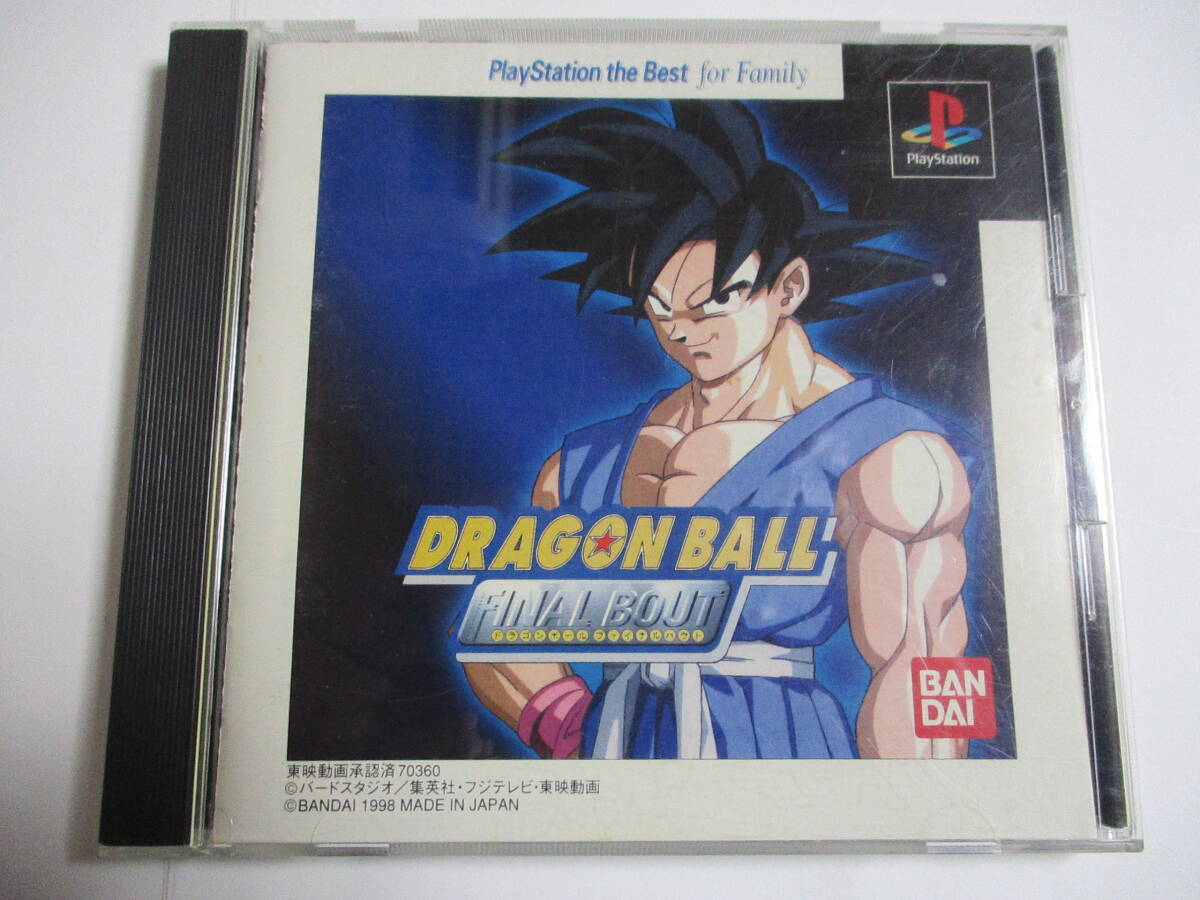 PlayStation the Best for Family
PlayStation
DRAGON BALL
FINAL BOUT
ドラゴンボールファイナルバウト
BAN
DAI
東映動画承認済70360
©バードスタジオ／集英社・フジテレビ・東映動画
©BANDAI 1998 MADE IN JAPAN